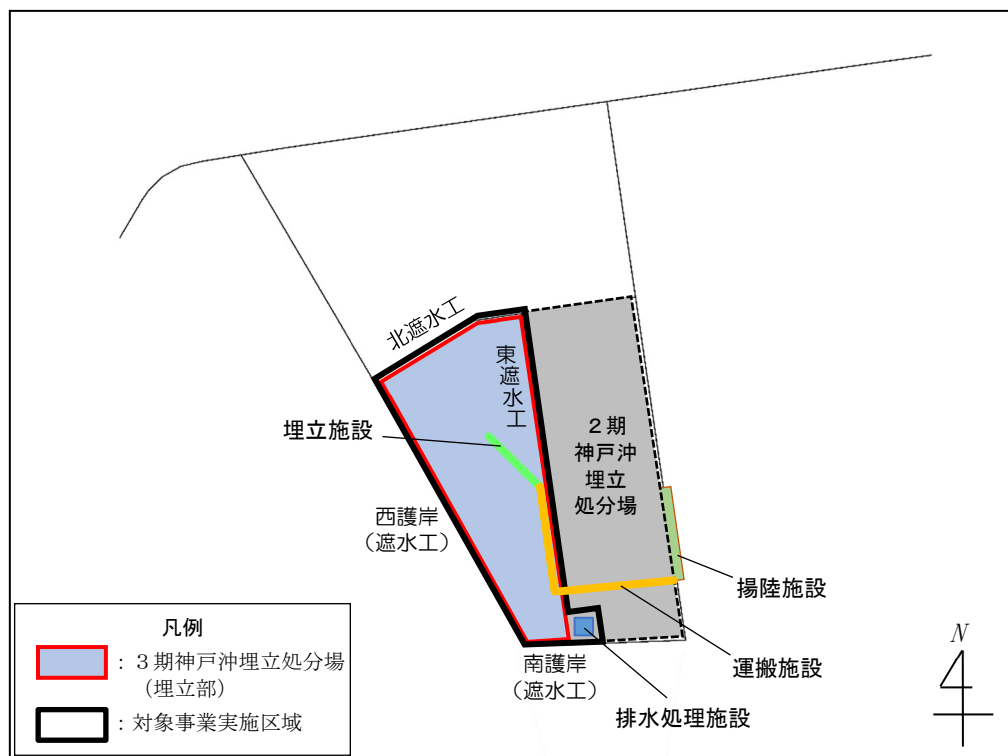 北遮水工
東遮水工
埋立施設
2期
神戸沖
埋立
処分場
西護岸
(遮水工)
揚陸施設
運搬施設
南護岸
(遮水工)
排水処理施設
N
凡例
:3期神戸沖埋立処分場
(埋立部)
:対象事業実施区域